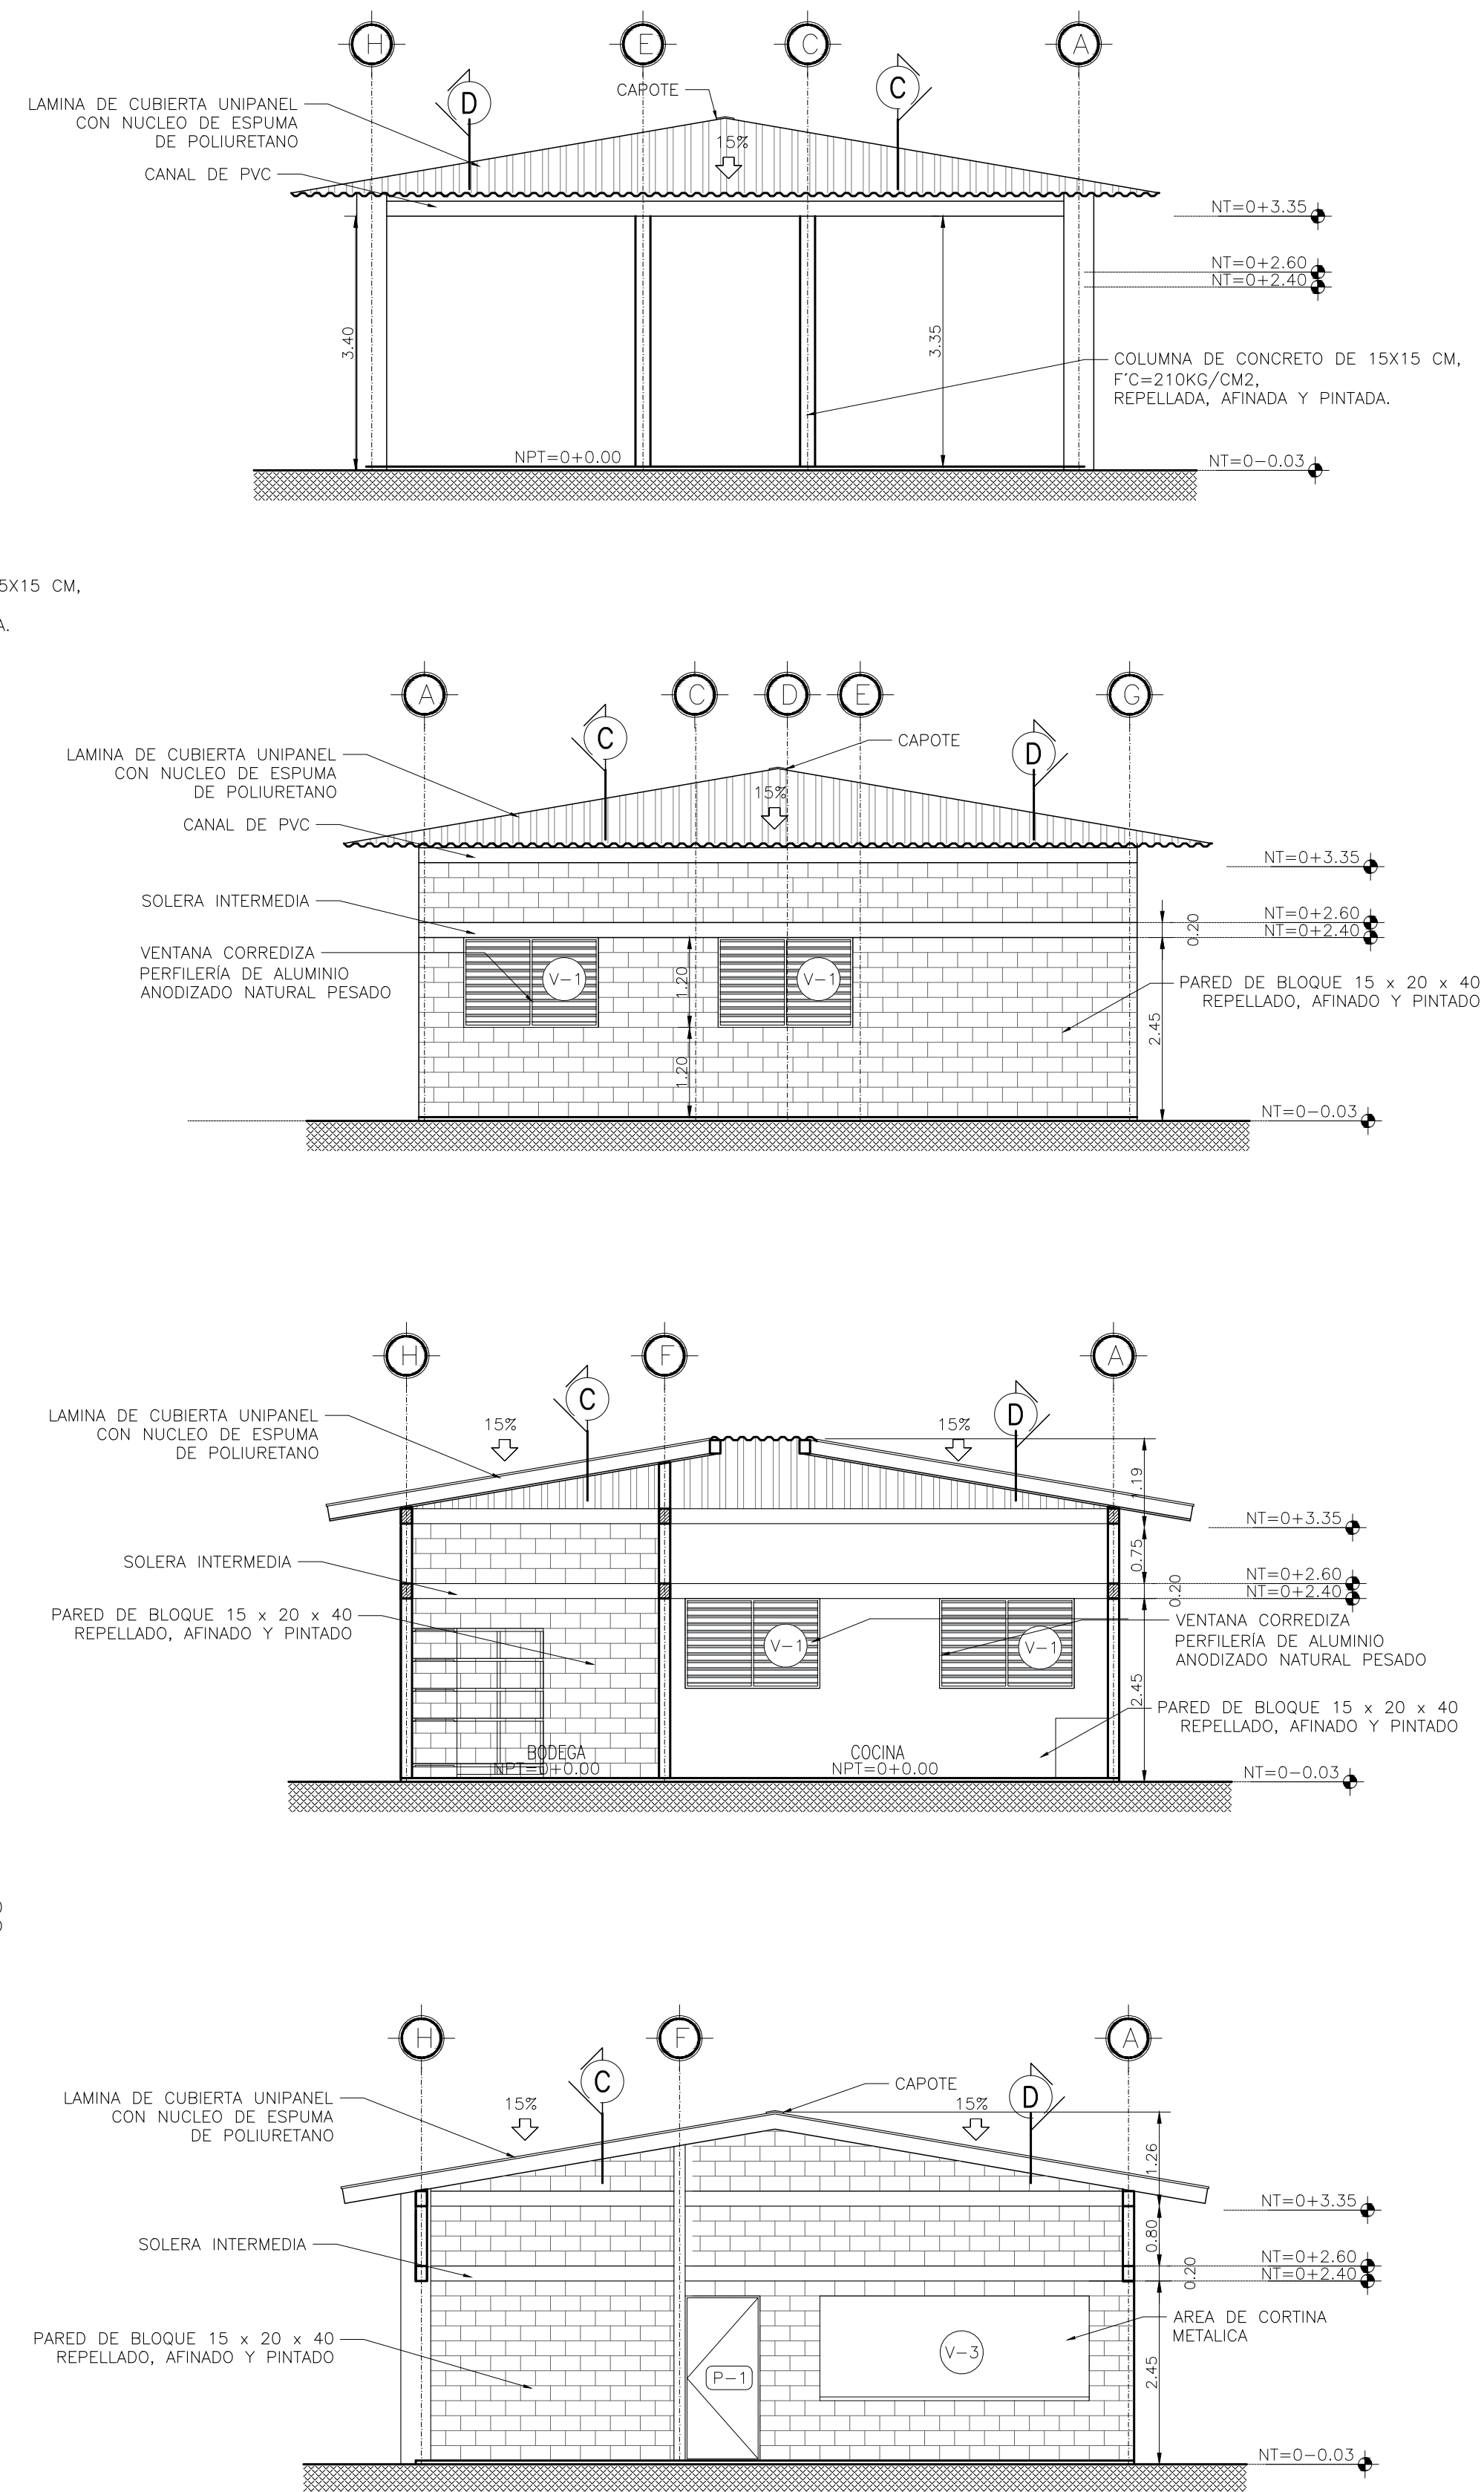 H
E
C
A
LAMINA DE CUBIERTA UNIPANEL
CON NUCLEO DE ESPUMA
DE POLIURETANO
D
CAPOTE
C
15%
CANAL DE PVC
NT=0+3.35
NT=0+2.60
NT=0+2.40
3.40
3.35
COLUMNA DE CONCRETO DE 15X15 CM,
F'C=210KG/CM2,
REPELLADA, AFINADA Y PINTADA.
NPT=0+0.00
NT=0-0.03
5X15 CM,
A.
A
C
D
E
G
LAMINA DE CUBIERTA UNIPANEL
CON NUCLEO DE ESPUMA
DE POLIURETANO
C
CAPOTE
D
15%
CANAL DE PVC
NT=0+3.35
SOLERA INTERMEDIA
NT=0+2.60
0.20
NT=0+2.40
VENTANA CORREDIZA
PERFILERÍA DE ALUMINIO
ANODIZADO NATURAL PESADO
V-1
1.20
V-1
PARED DE BLOQUE 15 x 20 x 40
REPELLADO, AFINADO Y PINTADO
2.45
1.20
NT=0-0.03
H
F
A
LAMINA DE CUBIERTA UNIPANEL
CON NUCLEO DE ESPUMA
DE POLIURETANO
15%
C
15%
D
1.19
NT=0+3.35
0.75
SOLERA INTERMEDIA
NT=0+2.60
0.20
NT=0+2.40
PARED DE BLOQUE 15 x 20 x 40
REPELLADO, AFINADO Y PINTADO
V-1
V-1
VENTANA CORREDIZA
PERFILERÍA DE ALUMINIO
ANODIZADO NATURAL PESADO
2.45
PARED DE BLOQUE 15 x 20 x 40
REPELLADO, AFINADO Y PINTADO
BODEGA
NPT=0+0.00
COCINA
NPT=0+0.00
NT=0-0.03
H
F
A
LAMINA DE CUBIERTA UNIPANEL
CON NUCLEO DE ESPUMA
DE POLIURETANO
15%
C
CAPOTE
15%
D
1.26
NT=0+3.35
0.80
SOLERA INTERMEDIA
NT=0+2.60
0.20
NT=0+2.40
PARED DE BLOQUE 15 x 20 x 40
REPELLADO, AFINADO Y PINTADO
P-1
V-3
AREA DE CORTINA
METALICA
2.45
NT=0-0.03